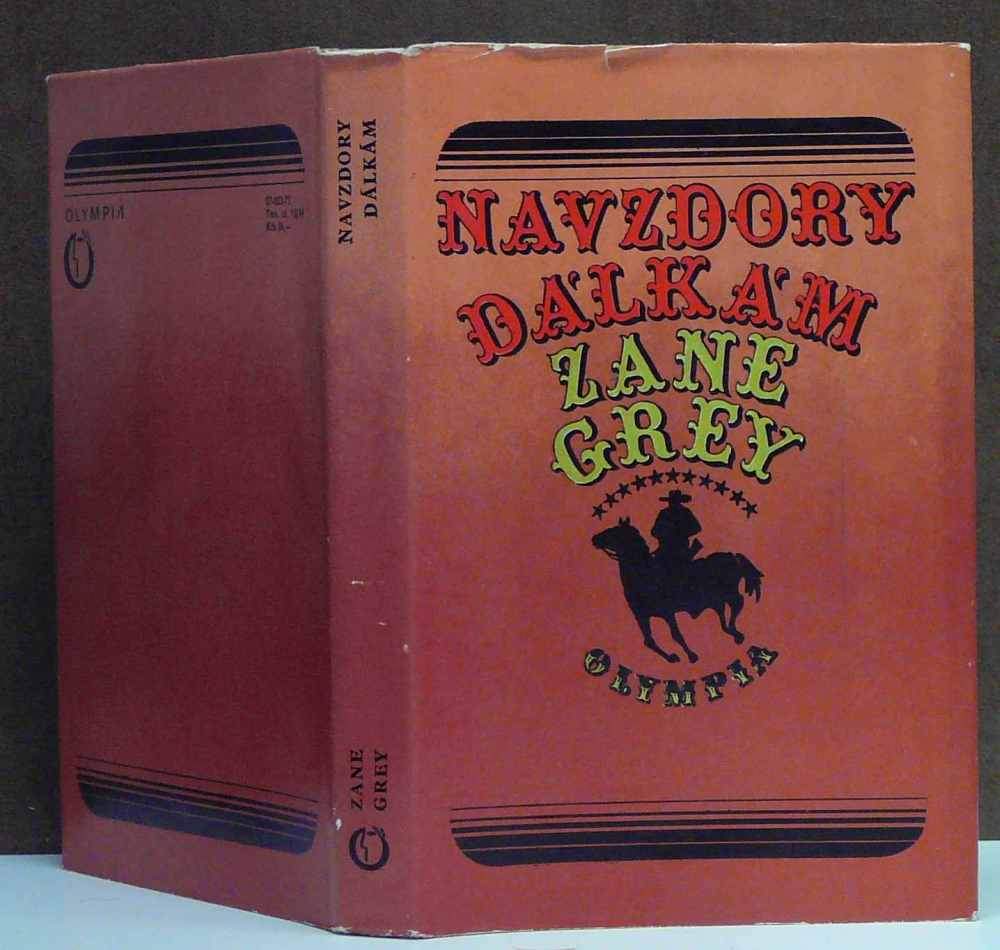 NAVZDORY
DÁLKÁM
ZANE
GREY
OLYMPIA
NAVZDORY
DÁLKÁM
ZANE
GREY
OLYMPIA